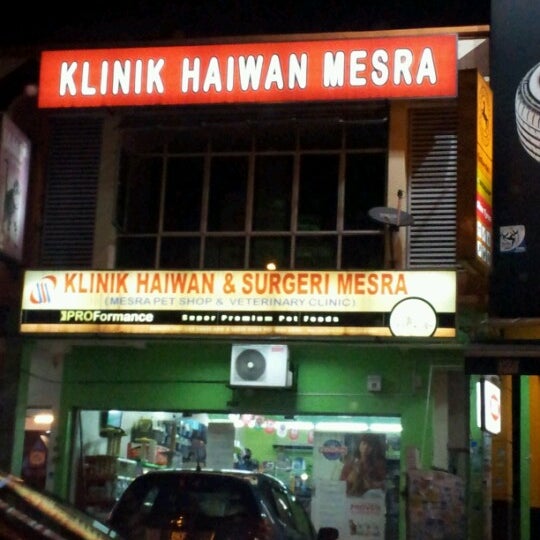 KLINIK HAIWAN MESRA
KLINIK HAIWAN & SURGERI MESRA
(MESRA PET SHOP & VETERINARY CLINIC)
PROFormance Super Premium Pet Foods